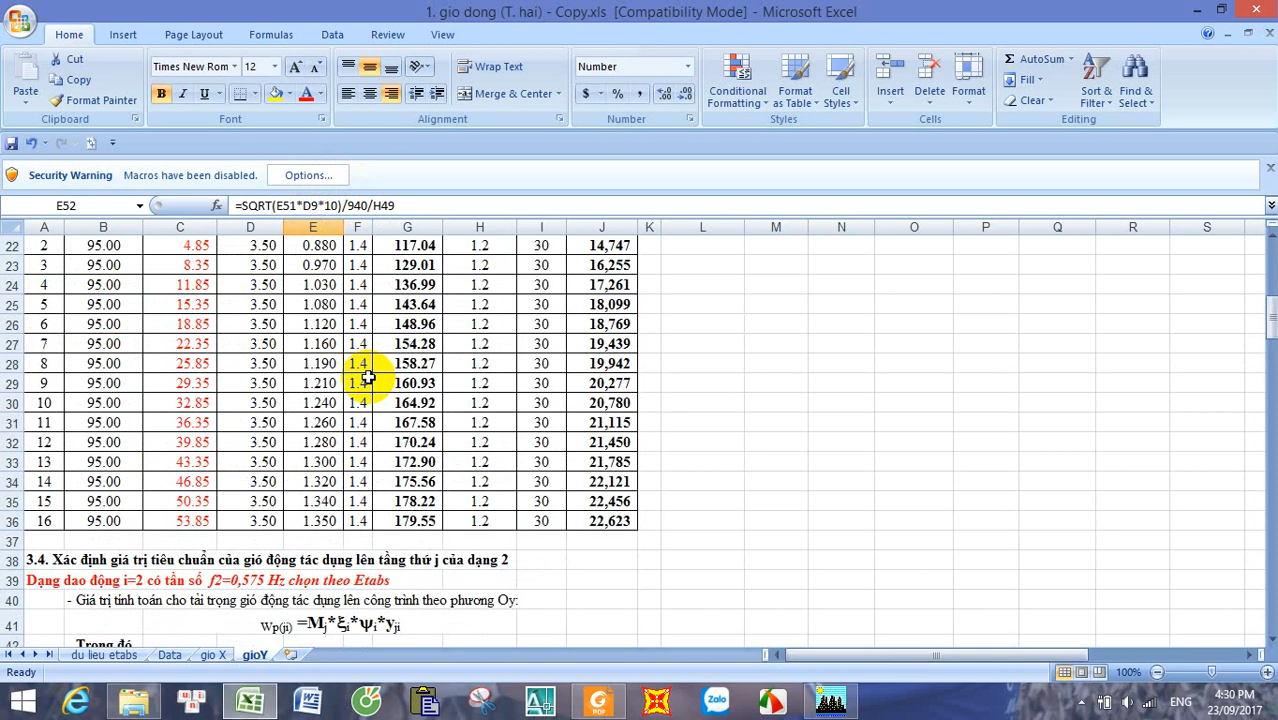 1. gio dong (T. hai) - Copy.xls [Compatibility Mode] - Microsoft Excel
Home Insert Page Layout Formulas Data Review View
Paste Cut Copy Format Painter Clipboard
Times New Rom 12 B I U A Font
Wrap Text Merge & Center Alignment
Number $ % , Number
Conditional Formatting Format as Table Cell Styles Styles
Insert Delete Format Cells
Σ AutoSum Fill Clear Sort & Filter Find & Select Editing
Security Warning Macros have been disabled. Options...
E52 fx =SQRT(E51*D9*10)/940/H49
A B C D E F G H I J K L M N O P Q R S
22 2 95.00 4.85 3.50 0.880 1.4 117.04 1.2 30 14,747
23 3 95.00 8.35 3.50 0.970 1.4 129.01 1.2 30 16,255
24 4 95.00 11.85 3.50 1.030 1.4 136.99 1.2 30 17,261
25 5 95.00 15.35 3.50 1.080 1.4 143.64 1.2 30 18,099
26 6 95.00 18.85 3.50 1.120 1.4 148.96 1.2 30 18,769
27 7 95.00 22.35 3.50 1.160 1.4 154.28 1.2 30 19,439
28 8 95.00 25.85 3.50 1.190 1.4 158.27 1.2 30 19,942
29 9 95.00 29.35 3.50 1.210 1.4 160.93 1.2 30 20,277
30 10 95.00 32.85 3.50 1.240 1.4 164.92 1.2 30 20,780
31 11 95.00 36.35 3.50 1.260 1.4 167.58 1.2 30 21,115
32 12 95.00 39.85 3.50 1.280 1.4 170.24 1.2 30 21,450
33 13 95.00 43.35 3.50 1.300 1.4 172.90 1.2 30 21,785
34 14 95.00 46.85 3.50 1.320 1.4 175.56 1.2 30 22,121
35 15 95.00 50.35 3.50 1.340 1.4 178.22 1.2 30 22,456
36 16 95.00 53.85 3.50 1.350 1.4 179.55 1.2 30 22,623
37
38 3.4. Xác định giá trị tiêu chuẩn của gió động tác dụng lên tầng thứ j của dạng 2
39 Dạng dao động i=2 có tần số f2=0,575 Hz chọn theo Etabs
40 - Giá trị tinh toán cho tải trọng gió động tác dụng lên công trình theo phương Oy:
41 Wp(ji) =Mj*ξi*ψi*yji
42 Trong đó
du lieu etabs Data gio X gioY
Ready 100%
Zalo ENG 4:30 PM
23/09/2017